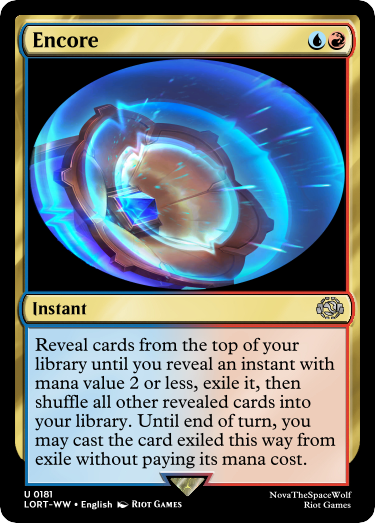 Encore
Instant
Reveal cards from the top of your
library until you reveal an instant with
mana value 2 or less, exile it, then
shuffle all other revealed cards into
your library. Until end of turn, you
may cast the card exiled this way from
exile without paying its mana cost.
U 0181
LORT-WW • English Riot Games
NovaTheSpaceWolf
Riot Games